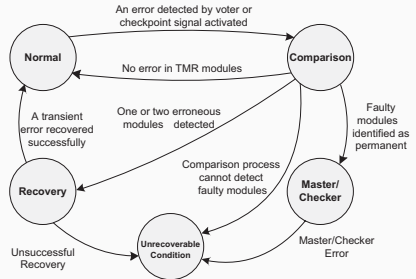 An error detected by voter or
checkpoint signal activated
Normal
Comparison
No error in TMR modules
A transient
error recovered
successfully
One or two erroneous
modules detected
Faulty
modules
identified as
permanent
Comparison process
cannot detect
faulty modules
Recovery
Master/
Checker
Unrecoverable
Condition
Unsuccessful
Recovery
Master/Checker
Error